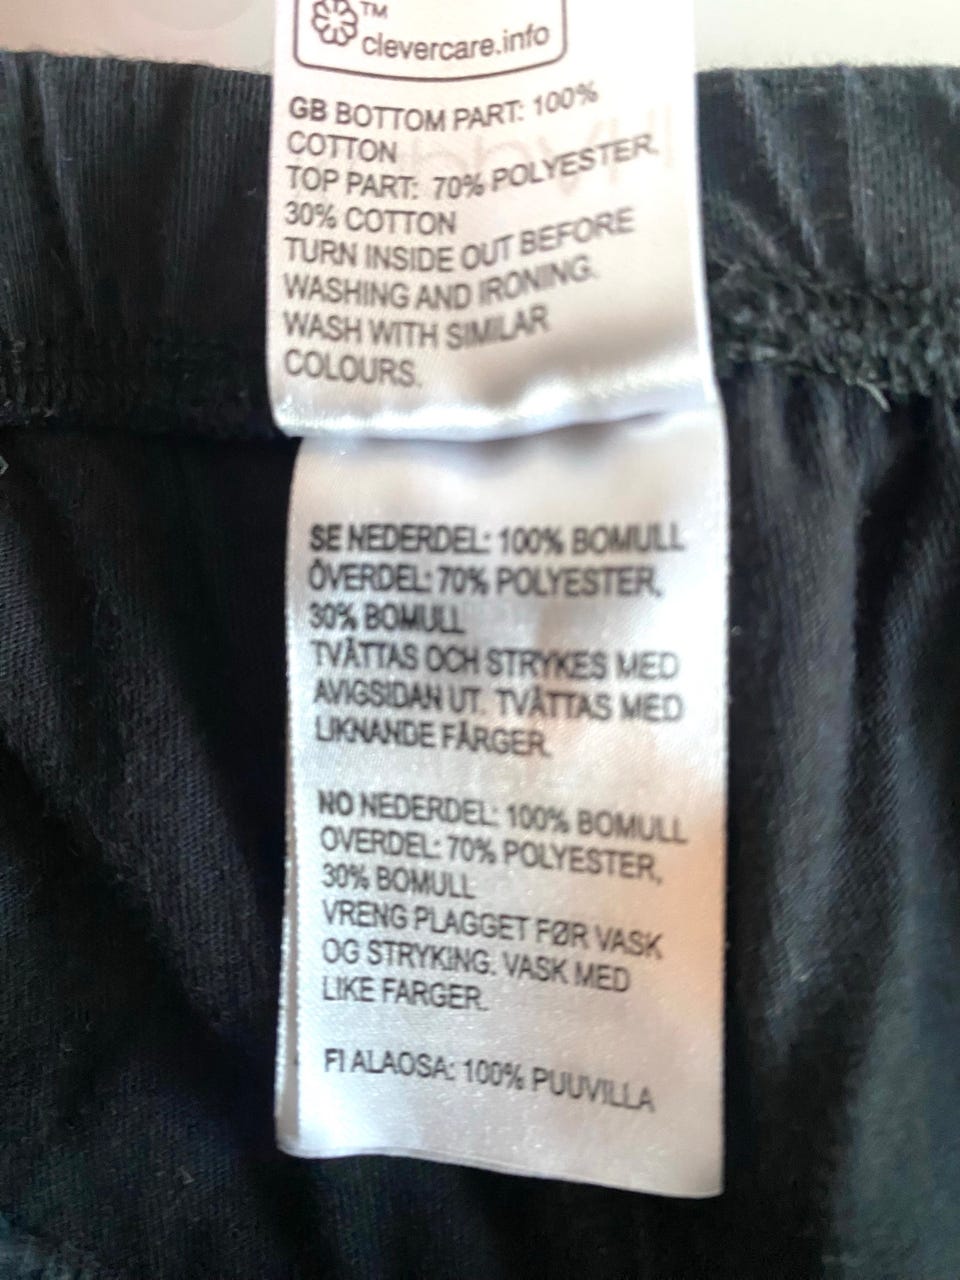 TM
clevercare.info
GB BOTTOM PART: 100%
COTTON
TOP PART: 70% POLYESTER,
30% COTTON
TURN INSIDE OUT BEFORE
WASHING AND IRONING.
WASH WITH SIMILAR
COLOURS.
SE NEDERDEL: 100% BOMULL
ÖVERDEL: 70% POLYESTER,
30% BOMULL
TVÄTTAS OCH STRYKES MED
AVIGSIDAN UT. TVÄTTAS MED
LIKNANDE FÄRGER.
NO NEDERDEL: 100% BOMULL
OVERDEL: 70% POLYESTER,
30% BOMULL
VRENG PLAGGET FØR VASK
OG STRYKING. VASK MED
LIKE FARGER.
FI ALAOSA: 100% PUUVILLA